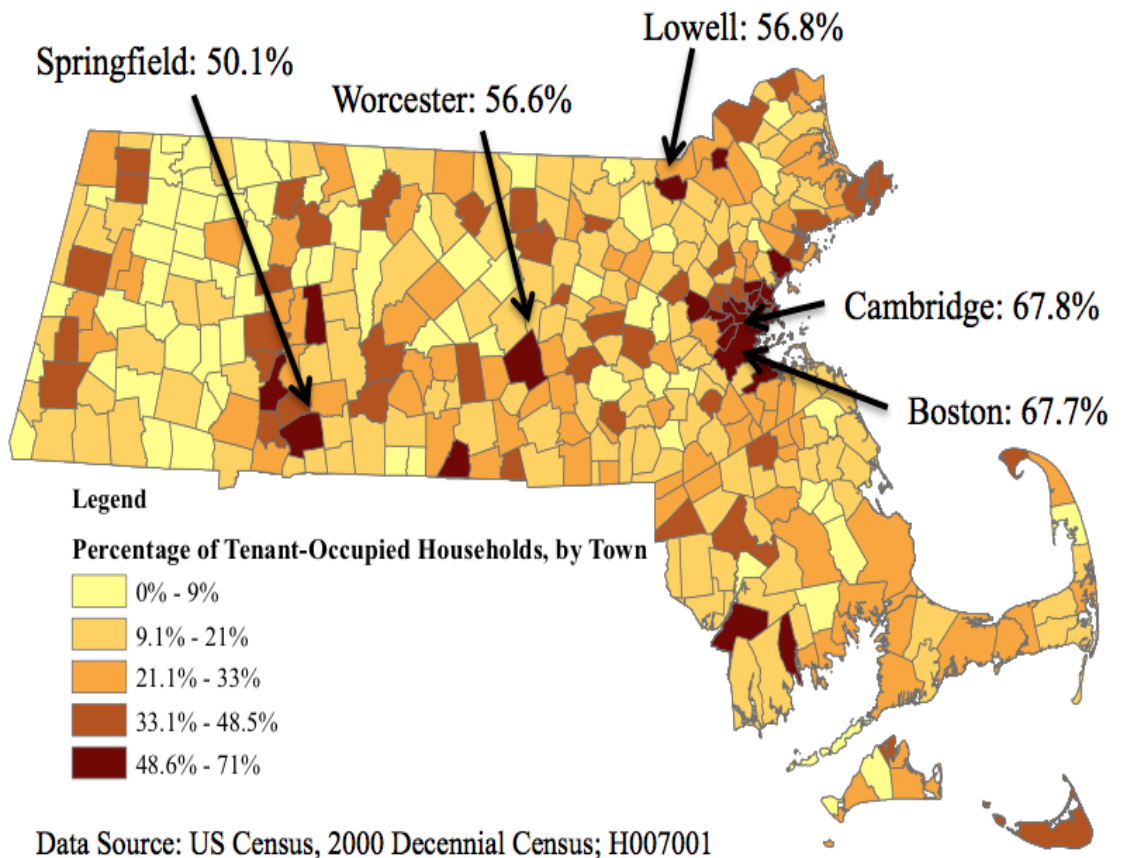 Lowell: 56.8%
Springfield: 50.1%
Worcester: 56.6%
Cambridge: 67.8%
Boston: 67.7%
Legend
Percentage of Tenant-Occupied Households, by Town
0% - 9%
9.1% - 21%
21.1% - 33%
33.1% - 48.5%
48.6% - 71%
Data Source: US Census, 2000 Decennial Census; H007001